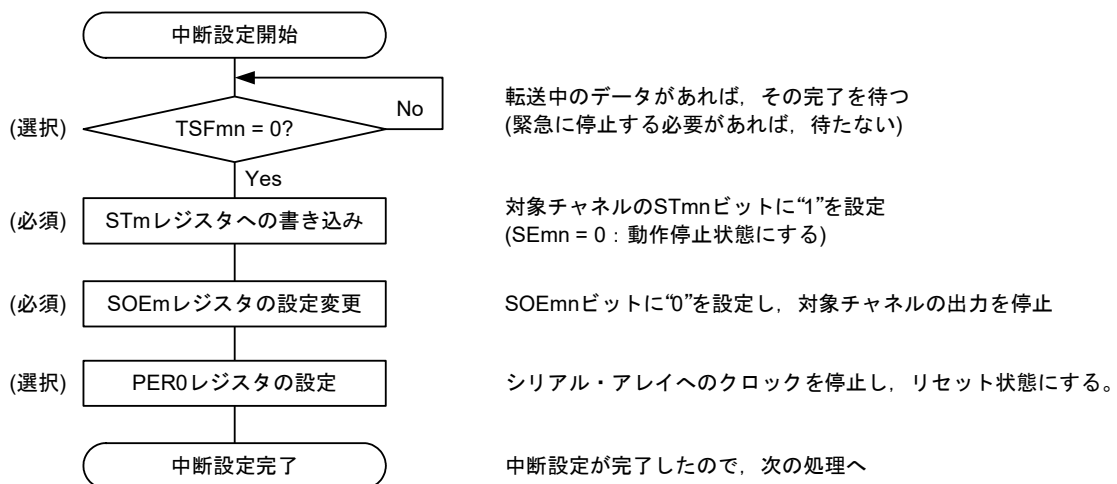 中断設定開始
No
転送中のデータがあれば，その完了を待つ
(選択)
TSFmn = 0?
(緊急に停止する必要があれば，待たない)
Yes
(必須)
STmレジスタへの書き込み
対象チャネルのSTmnビットに“1”を設定
(SEmn = 0：動作停止状態にする)
(必須)
SOEmレジスタの設定変更
SOEmnビットに“0”を設定し，対象チャネルの出力を停止
(選択)
PER0レジスタの設定
シリアル・アレイへのクロックを停止し，リセット状態にする。
中断設定完了
中断設定が完了したので，次の処理へ